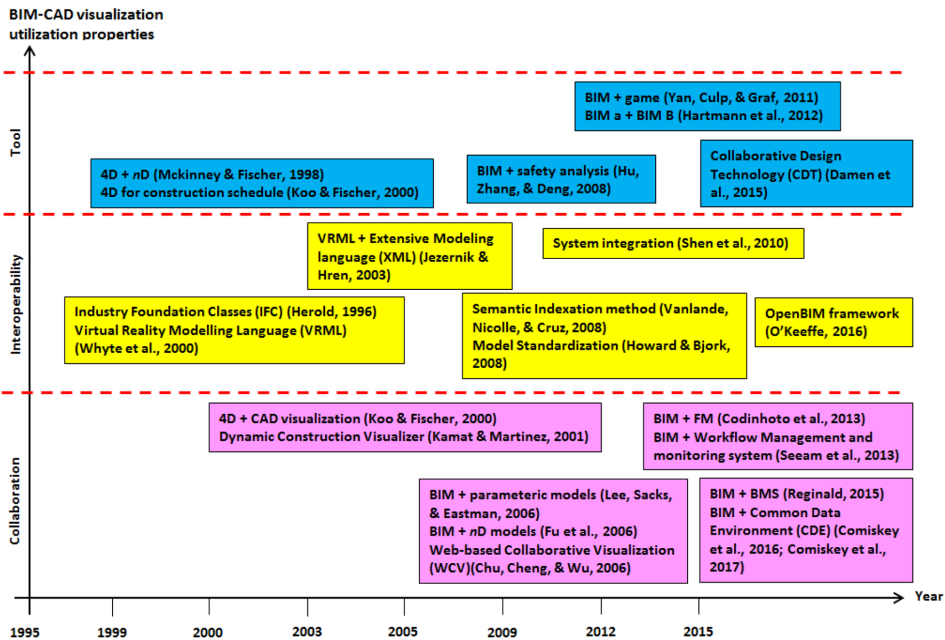 BIM-CAD visualization
utilization properties
Tool
BIM + game (Yan, Culp, & Graf, 2011)
BIM a + BIM B (Hartmann et al., 2012)
4D + nD (Mckinney & Fischer, 1998)
4D for construction schedule (Koo & Fischer, 2000)
BIM + safety analysis (Hu,
Zhang, & Deng, 2008)
Collaborative Design
Technology (CDT) (Damen
et al., 2015)
Interoperability
VRML + Extensive Modeling
language (XML) (Jezernik &
Hren, 2003)
System integration (Shen et al., 2010)
Industry Foundation Classes (IFC) (Herold, 1996)
Virtual Reality Modelling Language (VRML)
(Whyte et al., 2000)
Semantic Indexation method (Vanlande,
Nicolle, & Cruz, 2008)
Model Standardization (Howard & Bjork,
2008)
OpenBIM framework
(O’Keeffe, 2016)
Collaboration
4D + CAD visualization (Koo & Fischer, 2000)
Dynamic Construction Visualizer (Kamat & Martinez, 2001)
BIM + FM (Codinhoto et al., 2013)
BIM + Workflow Management and
monitoring system (Seeam et al., 2013)
BIM + parameteric models (Lee, Sacks,
& Eastman, 2006)
BIM + nD models (Fu et al., 2006)
Web-based Collaborative Visualization
(WCV)(Chu, Cheng, & Wu, 2006)
BIM + BMS (Reginald, 2015)
BIM + Common Data
Environment (CDE) (Comiskey
et al., 2016; Comiskey et al.,
2017)
Year
1995 1999 2000 2003 2005 2009 2012 2015